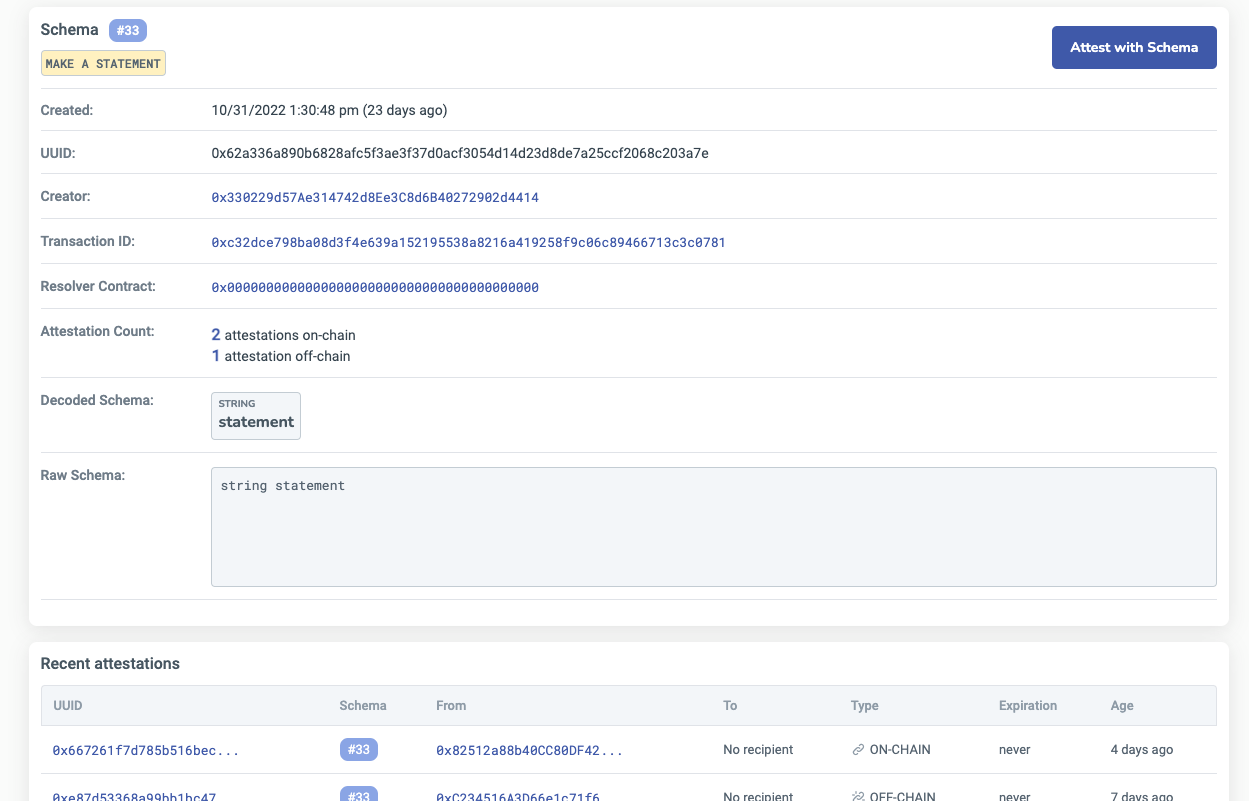 Schema #33
Attest with Schema
MAKE A STATEMENT
Created: 10/31/2022 1:30:48 pm (23 days ago)
UUID: 0x62a336a890b6828afc5f3ae3f37d0acf3054d14d23d8de7a25ccf2068c203a7e
Creator: 0x330229d57Ae314742d8Ee3C8d6B40272902d4414
Transaction ID: 0xc32dce798ba08d3f4e639a152195538a8216a419258f9c06c89466713c3c0781
Resolver Contract: 0x0000000000000000000000000000000000000000
Attestation Count: 2 attestations on-chain
1 attestation off-chain
Decoded Schema: STRING
statement
Raw Schema: string statement
Recent attestations
UUID Schema From To Type Expiration Age
0x667261f7d785b516bec... #33 0x82512a88b40CC80DF42... No recipient ON-CHAIN never 4 days ago
0xe87d53368a99bb1bc47 #33 0xC234516A3D66e1c71f6 No recipient OFF-CHAIN never 7 days ago